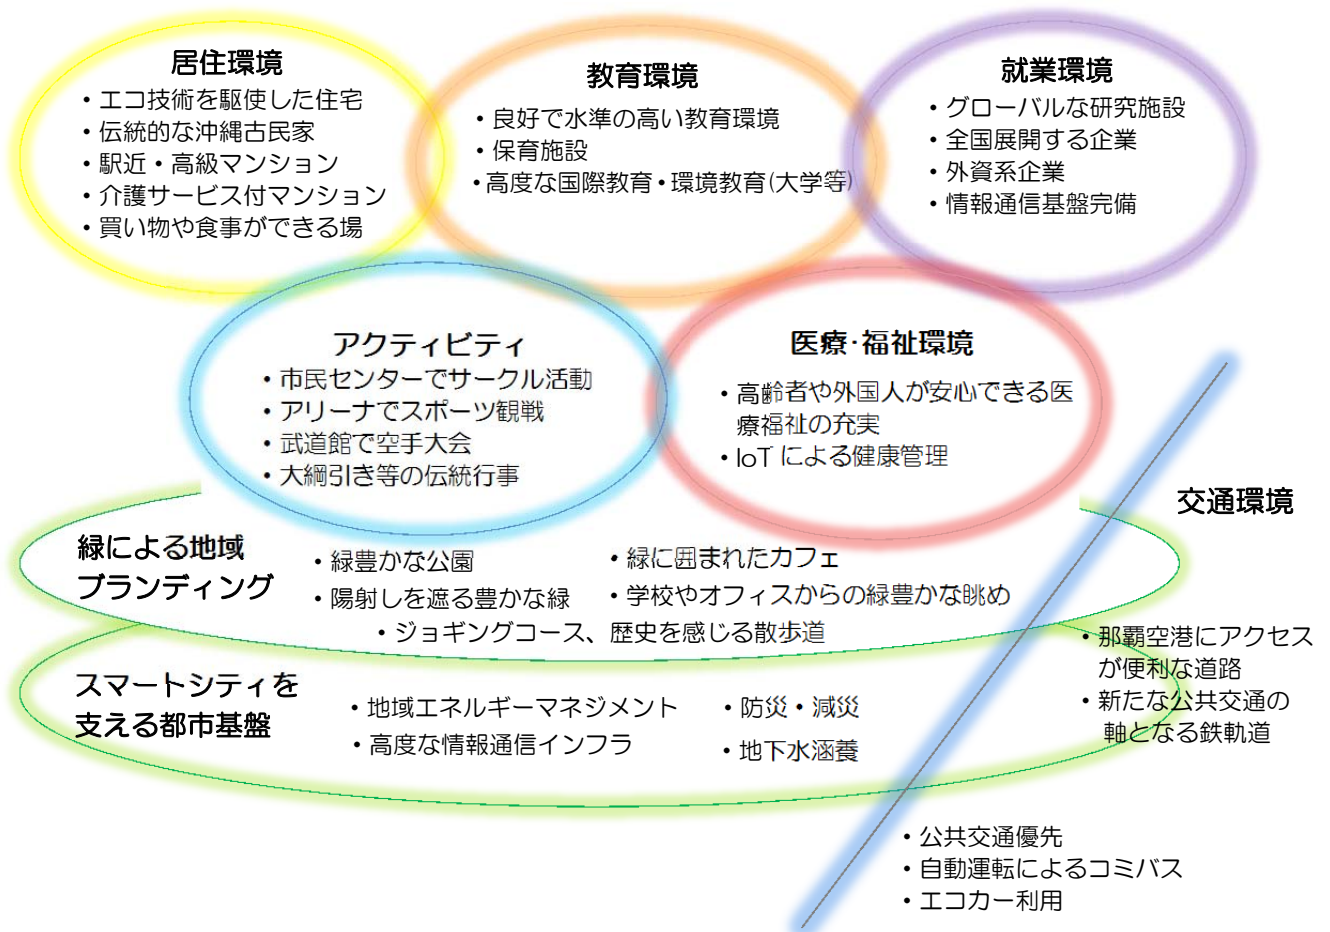 居住環境
・エコ技術を駆使した住宅
・伝統的な沖縄古民家
・駅近・高級マンション
・介護サービス付マンション
・買い物や食事ができる場
教育環境
・良好で水準の高い教育環境
・保育施設
・高度な国際教育・環境教育(大学等)
就業環境
・グローバルな研究施設
・全国展開する企業
・外資系企業
・情報通信基盤完備
アクティビティ
・市民センターでサークル活動
・アリーナでスポーツ観戦
・武道館で空手大会
・大綱引き等の伝統行事
医療・福祉環境
・高齢者や外国人が安心できる医
療福祉の充実
・IoT による健康管理
交通環境
緑による地域
ブランディング
・緑豊かな公園
・緑に囲まれたカフェ
・陽射しを遮る豊かな緑
・学校やオフィスからの緑豊かな眺め
・ジョギングコース、歴史を感じる散歩道
・那覇空港にアクセス
が便利な道路
・新たな公共交通の
軸となる鉄軌道
スマートシティを
支える都市基盤
・地域エネルギーマネジメント
・防災・減災
・高度な情報通信インフラ
・地下水涵養
・公共交通優先
・自動運転によるコミバス
・エコカー利用